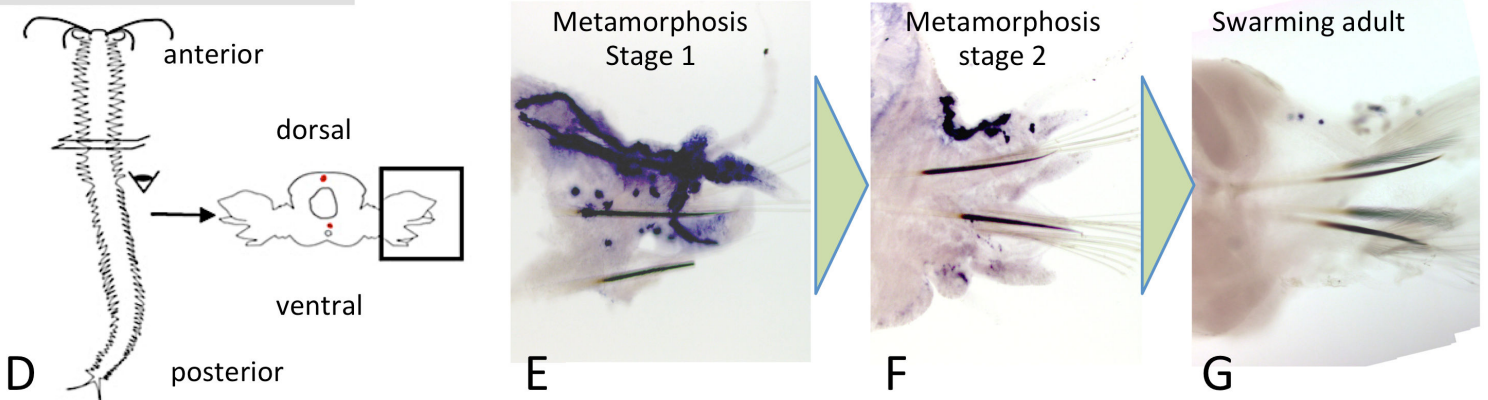 anterior
dorsal
ventral
posterior
D
Metamorphosis
Stage 1
E
Metamorphosis
stage 2
F
Swarming adult
G